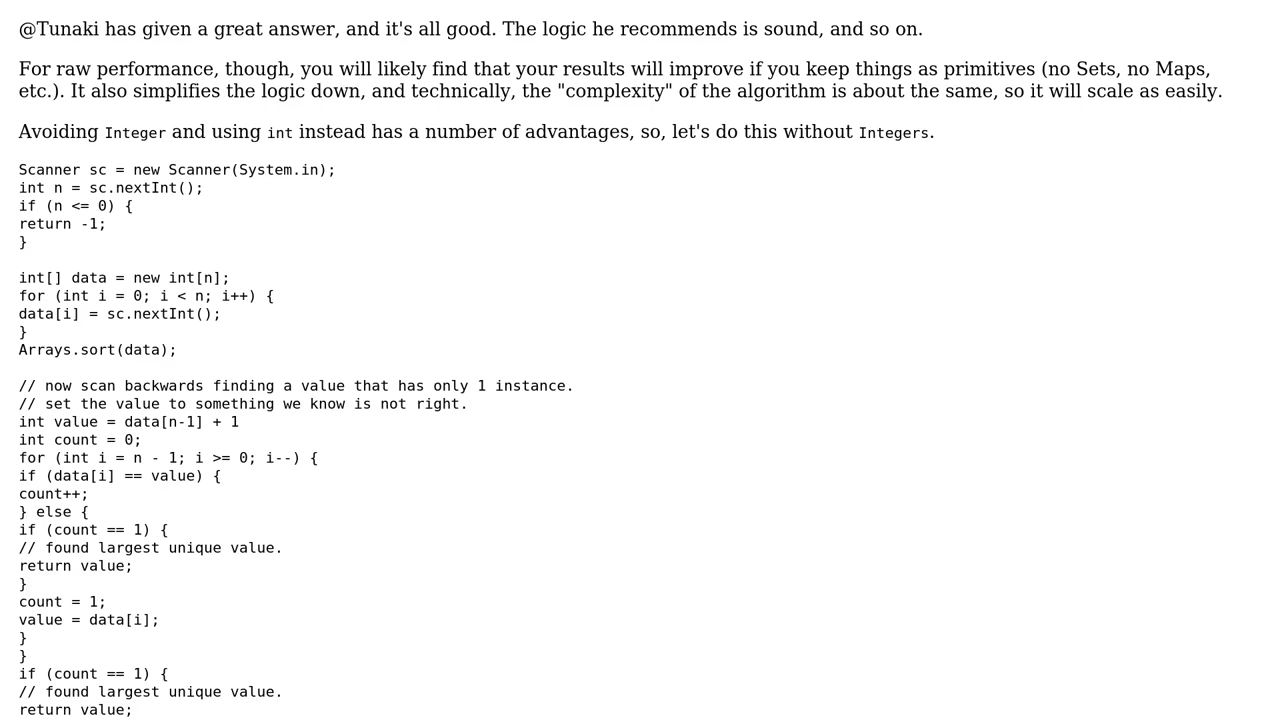 @Tunaki has given a great answer, and it's all good. The logic he recommends is sound, and so on.
For raw performance, though, you will likely find that your results will improve if you keep things as primitives (no Sets, no Maps,
etc.). It also simplifies the logic down, and technically, the "complexity" of the algorithm is about the same, so it will scale as easily.
Avoiding Integer and using int instead has a number of advantages, so, let's do this without Integers.
Scanner sc = new Scanner(System.in);
int n = sc.nextInt();
if (n <= 0) {
return -1;
}
int[] data = new int[n];
for (int i = 0; i < n; i++) {
data[i] = sc.nextInt();
}
Arrays.sort(data);
// now scan backwards finding a value that has only 1 instance.
// set the value to something we know is not right.
int value = data[n-1] + 1
int count = 0;
for (int i = n - 1; i >= 0; i--) {
if (data[i] == value) {
count++;
} else {
if (count == 1) {
// found largest unique value.
return value;
}
count = 1;
value = data[i];
}
}
if (count == 1) {
// found largest unique value.
return value;